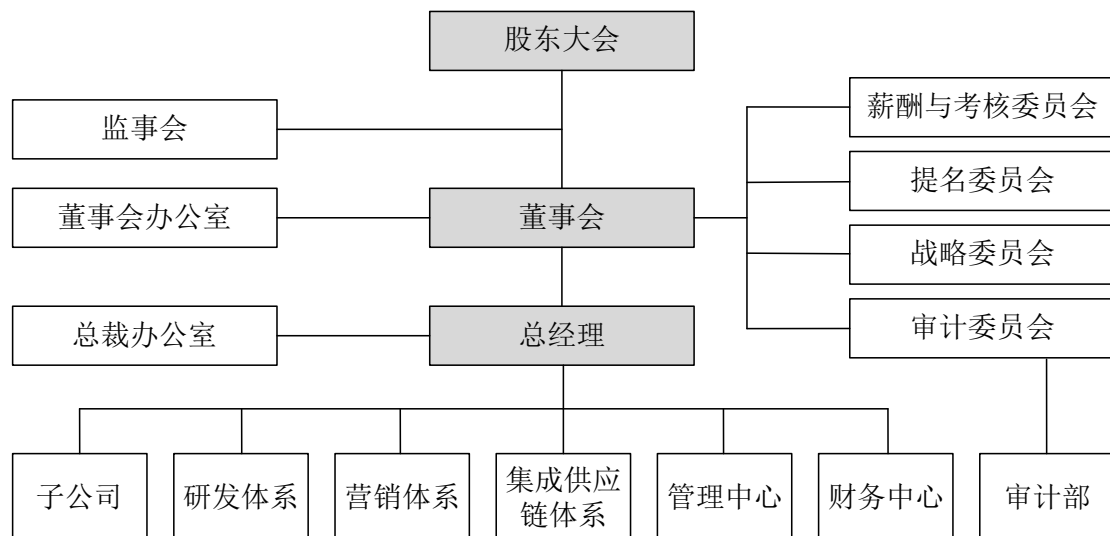 股东大会
监事会
薪酬与考核委员会
提名委员会
董事会办公室
董事会
战略委员会
总裁办公室
总经理
审计委员会
子公司
研发体系
营销体系
集成供应
链体系
管理中心
财务中心
审计部